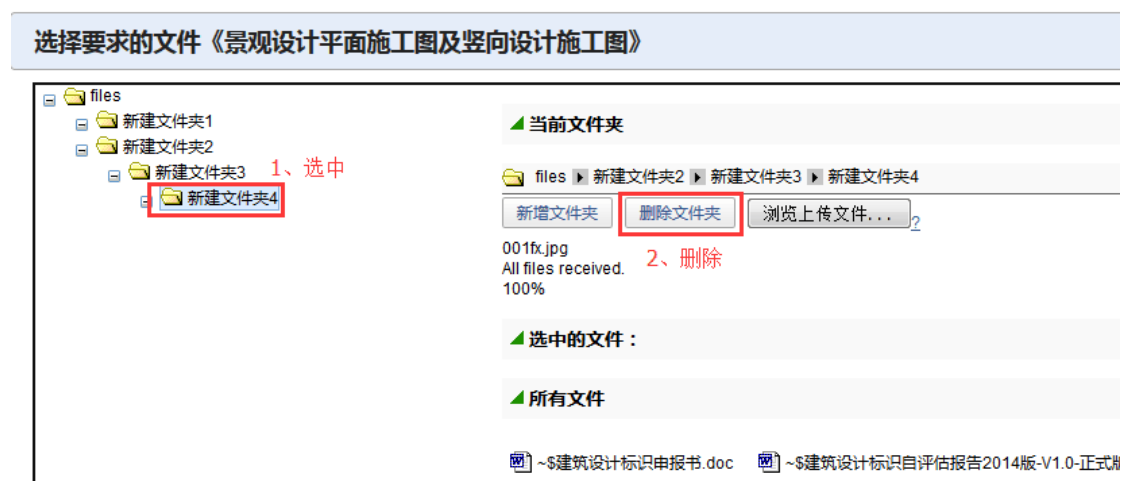 选择要求的文件《景观设计平面施工图及竖向设计施工图》
files
新建文件夹1
新建文件夹2
新建文件夹3
1、选中
新建文件夹4
当前文件夹
files 新建文件夹2 新建文件夹3 新建文件夹4
新增文件夹 删除文件夹 浏览上传文件... ?
001fx.jpg
2、删除
All files received.
100%
选中的文件：
所有文件
~$建筑设计标识申报书.doc ~$建筑设计标识自评估报告2014版-V1.0-正式